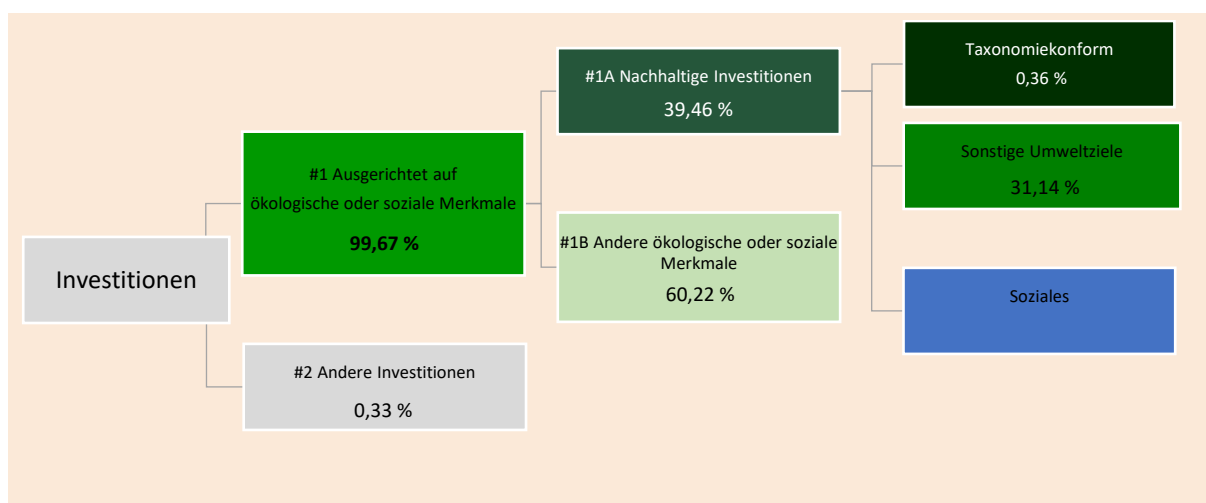 Investitionen
#1 Ausgerichtet auf
ökologische oder soziale Merkmale
99,67 %
#2 Andere Investitionen
0,33 %
#1A Nachhaltige Investitionen
39,46 %
#1B Andere ökologische oder soziale
Merkmale
60,22 %
Taxonomiekonform
0,36 %
Sonstige Umweltziele
31,14 %
Soziales